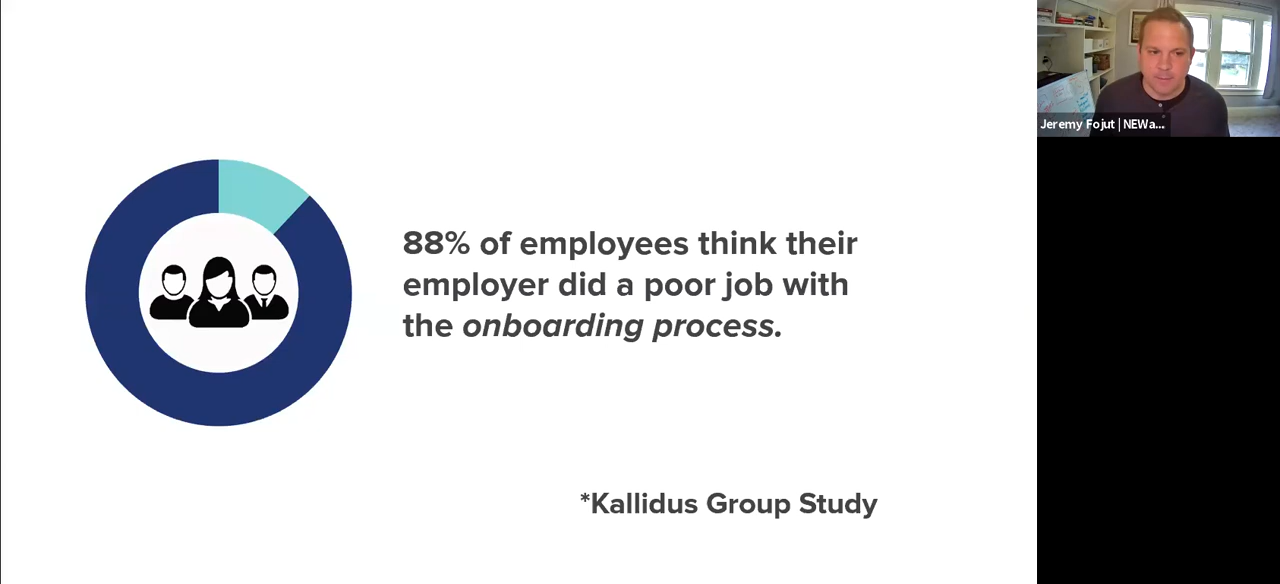 88% of employees think their
employer did a poor job with
the onboarding process.
*Kallidus Group Study
Jeremy Fojut | NEWa...